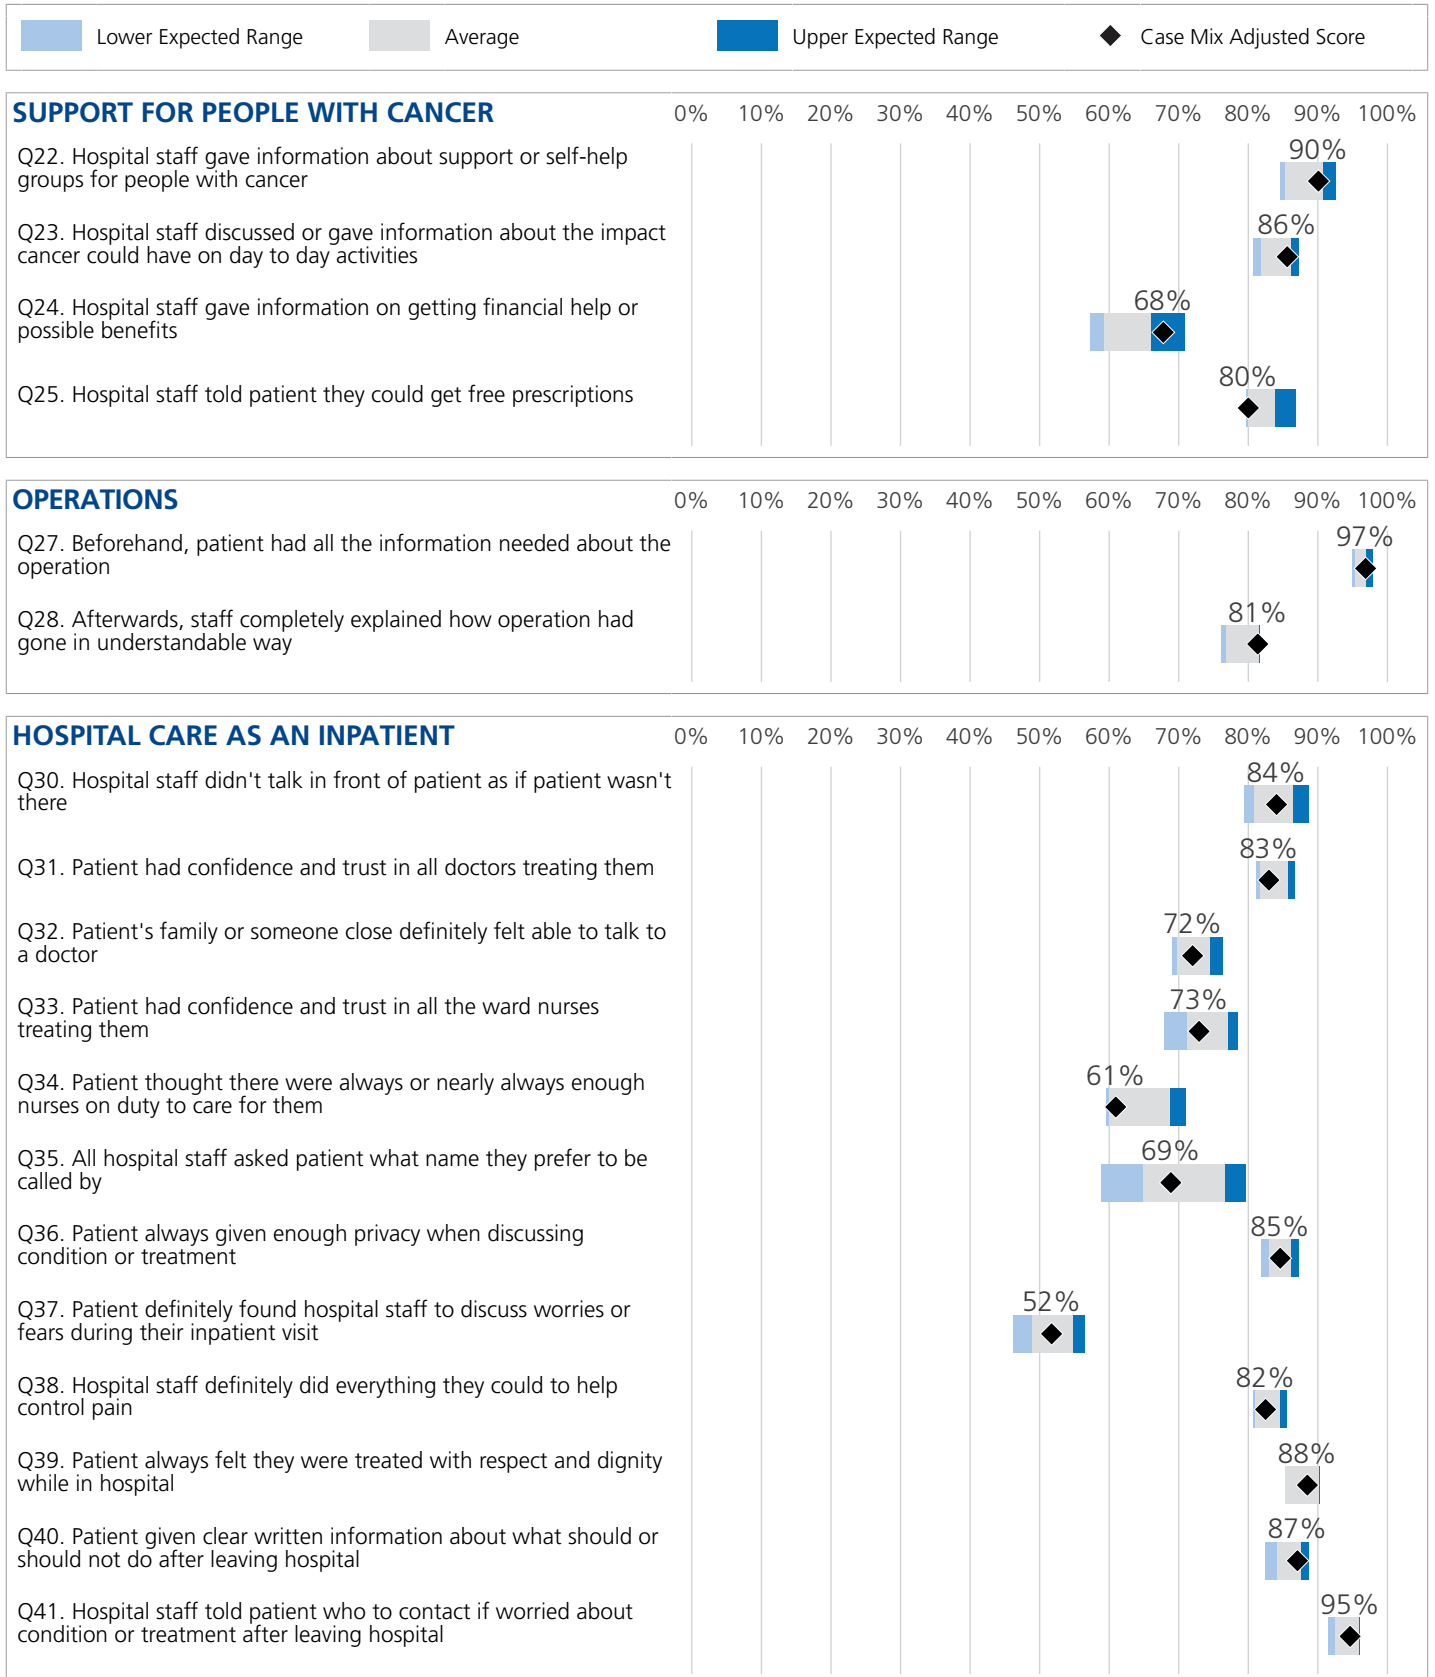 Lower Expected Range Average Upper Expected Range Case Mix Adjusted Score
SUPPORT FOR PEOPLE WITH CANCER 0% 10% 20% 30% 40% 50% 60% 70% 80% 90% 100%
Q22. Hospital staff gave information about support or self-help
groups for people with cancer
90%
Q23. Hospital staff discussed or gave information about the impact
cancer could have on day to day activities
86%
Q24. Hospital staff gave information on getting financial help or
possible benefits
68%
Q25. Hospital staff told patient they could get free prescriptions
80%
OPERATIONS 0% 10% 20% 30% 40% 50% 60% 70% 80% 90% 100%
Q27. Beforehand, patient had all the information needed about the
operation
97%
Q28. Afterwards, staff completely explained how operation had
gone in understandable way
81%
HOSPITAL CARE AS AN INPATIENT 0% 10% 20% 30% 40% 50% 60% 70% 80% 90% 100%
Q30. Hospital staff didn't talk in front of patient as if patient wasn't
there
84%
Q31. Patient had confidence and trust in all doctors treating them
83%
Q32. Patient's family or someone close definitely felt able to talk to
a doctor
72%
Q33. Patient had confidence and trust in all the ward nurses
treating them
73%
Q34. Patient thought there were always or nearly always enough
nurses on duty to care for them
61%
Q35. All hospital staff asked patient what name they prefer to be
called by
69%
Q36. Patient always given enough privacy when discussing
condition or treatment
85%
Q37. Patient definitely found hospital staff to discuss worries or
fears during their inpatient visit
52%
Q38. Hospital staff definitely did everything they could to help
control pain
82%
Q39. Patient always felt they were treated with respect and dignity
while in hospital
88%
Q40. Patient given clear written information about what should or
should not do after leaving hospital
87%
Q41. Hospital staff told patient who to contact if worried about
condition or treatment after leaving hospital
95%